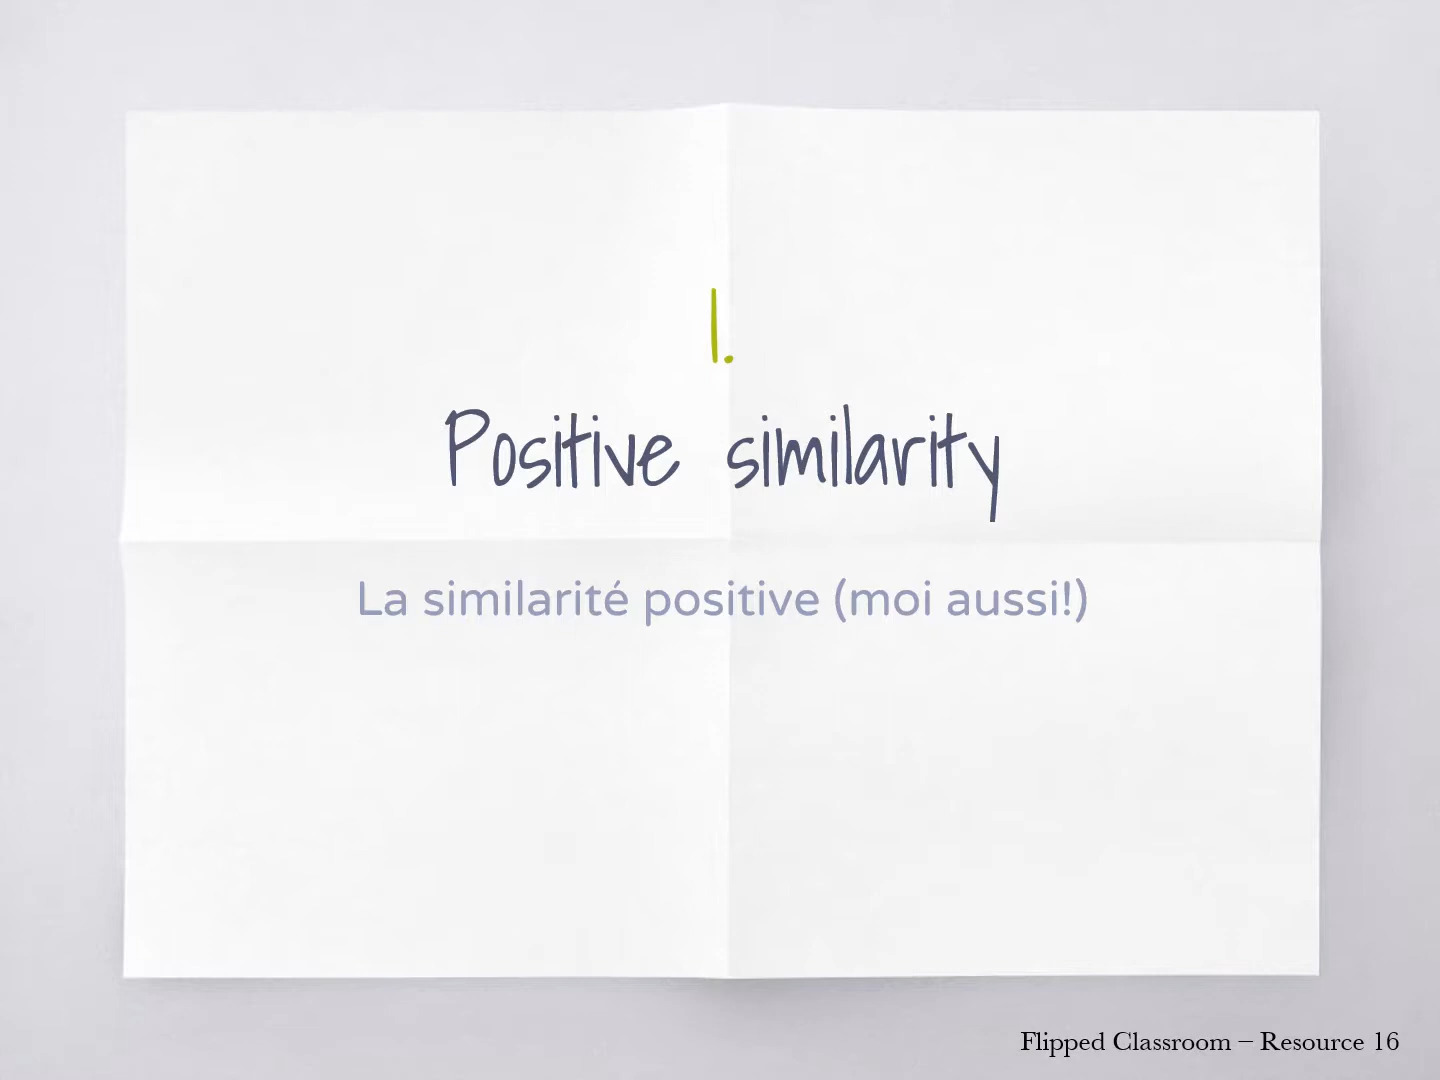 1.
Positive similarity
La similarité positive (moi aussi!)
Flipped Classroom – Resource 16